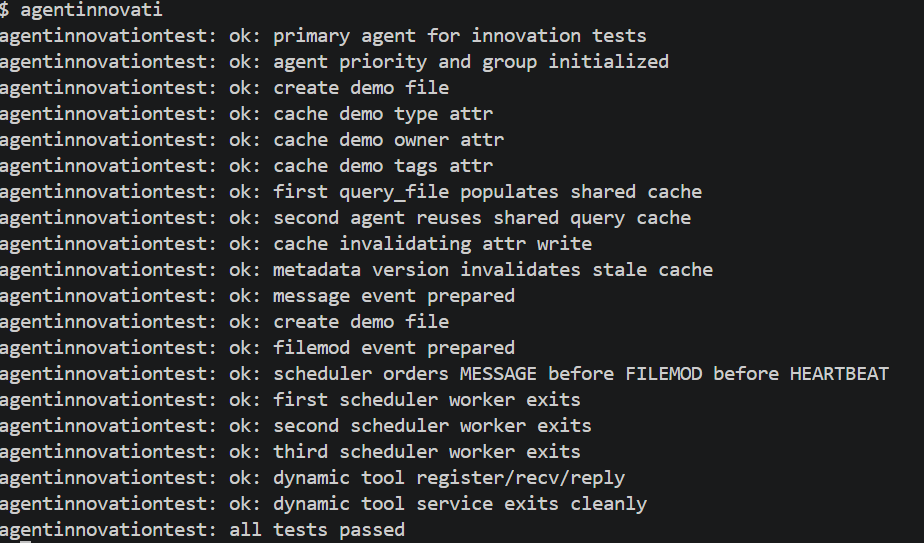 $ agentinnovati
agentinnovationtest: ok: primary agent for innovation tests
agentinnovationtest: ok: agent priority and group initialized
agentinnovationtest: ok: create demo file
agentinnovationtest: ok: cache demo type attr
agentinnovationtest: ok: cache demo owner attr
agentinnovationtest: ok: cache demo tags attr
agentinnovationtest: ok: first query_file populates shared cache
agentinnovationtest: ok: second agent reuses shared query cache
agentinnovationtest: ok: cache invalidating attr write
agentinnovationtest: ok: metadata version invalidates stale cache
agentinnovationtest: ok: message event prepared
agentinnovationtest: ok: create demo file
agentinnovationtest: ok: filemod event prepared
agentinnovationtest: ok: scheduler orders MESSAGE before FILEMOD before HEARTBEAT
agentinnovationtest: ok: first scheduler worker exits
agentinnovationtest: ok: second scheduler worker exits
agentinnovationtest: ok: third scheduler worker exits
agentinnovationtest: ok: dynamic tool register/recv/reply
agentinnovationtest: ok: dynamic tool service exits cleanly
agentinnovationtest: all tests passed